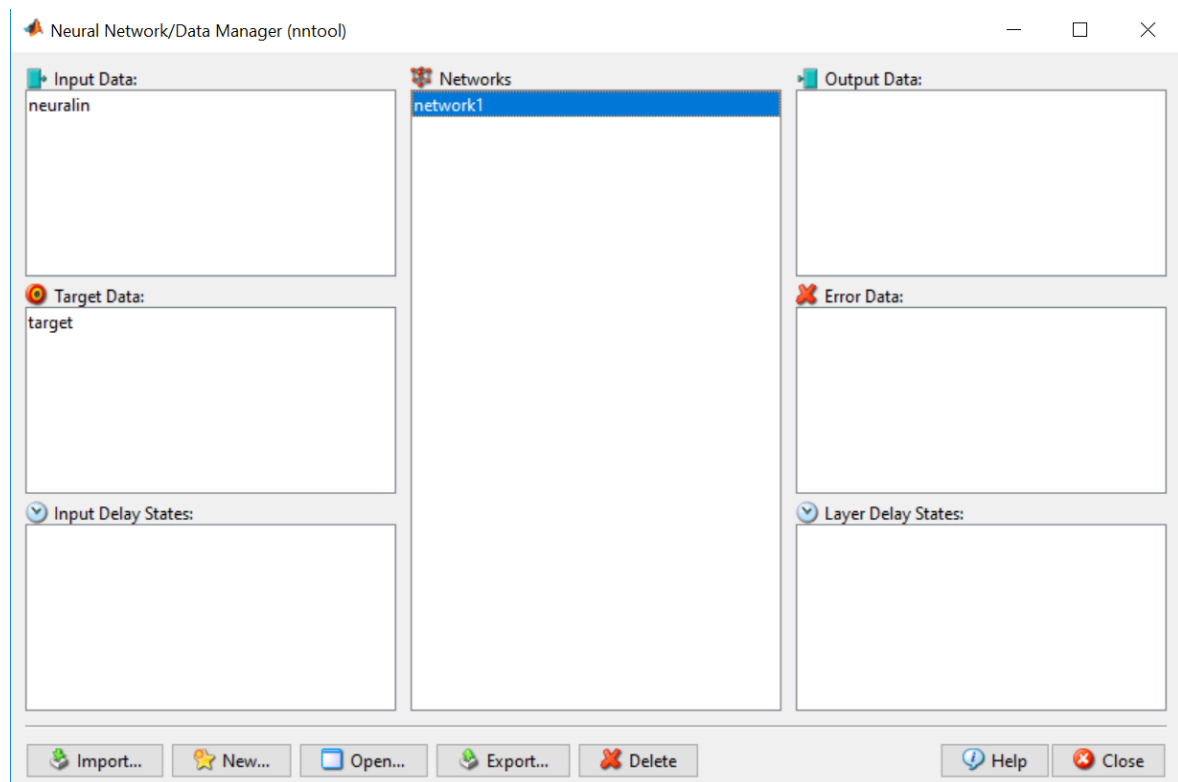 Neural Network/Data Manager (nntool)
Input Data:
neuralin
Networks
network1
Output Data:
Target Data:
target
Error Data:
Input Delay States:
Layer Delay States:
Import...
New...
Open...
Export...
Delete
Help
Close